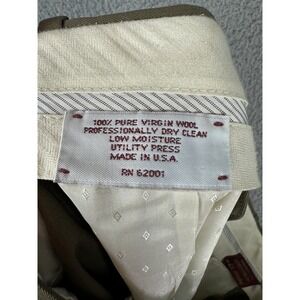 100% PURE VIRGIN WOOL
PROFESSIONALLY DRY CLEAN
LOW MOISTURE
UTILITY PRESS
MADE IN U.S.A.
RN 62001